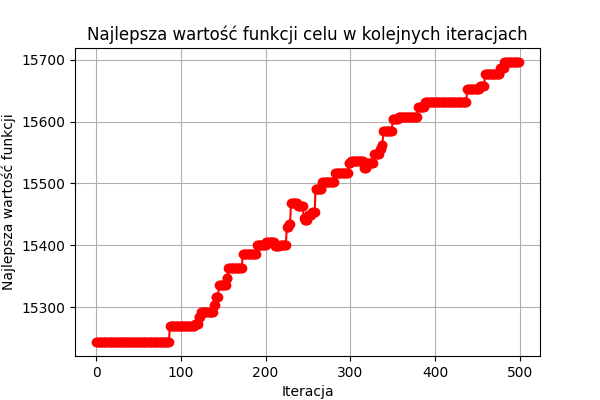 Najlepsza wartość funkcji celu w kolejnych iteracjach
15700
15600
15500
15400
15300
Najlepsza wartość funkcji
0 100 200 300 400 500
Iteracja